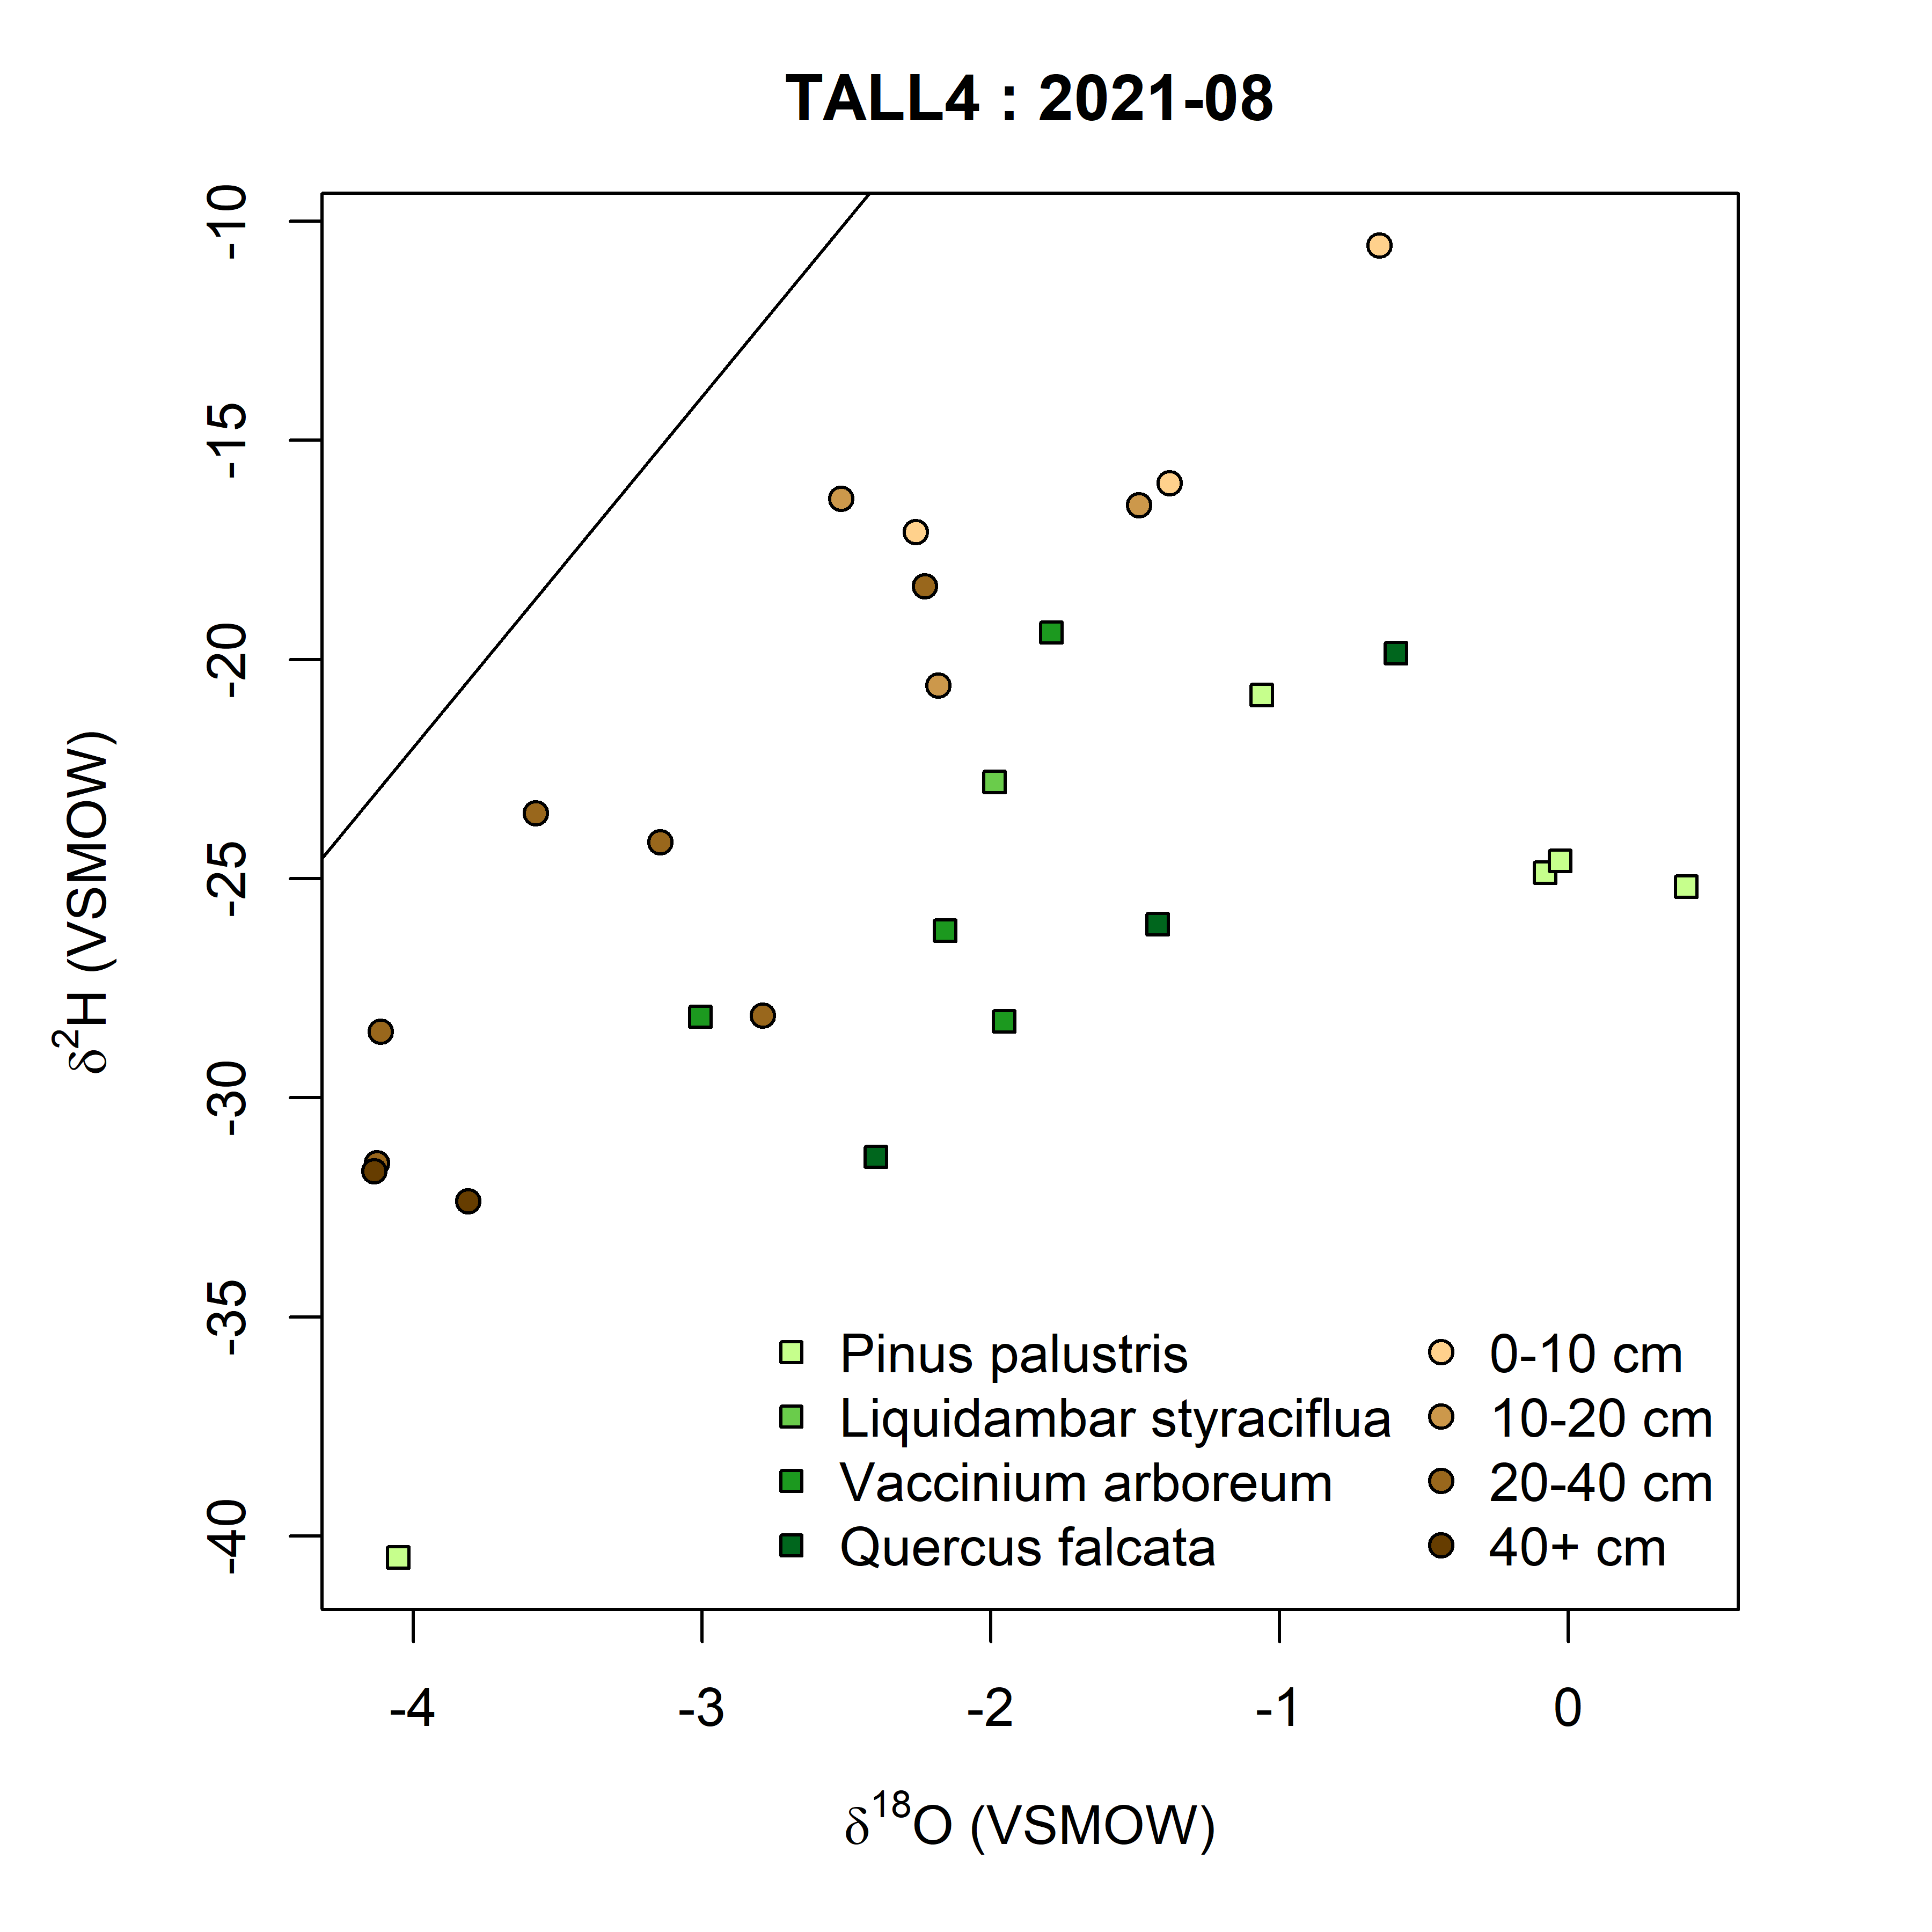 TALL4 : 2021-08
-10
-15
-20
-25
-30
-35
-40
δ²H (VSMOW)
Pinus palustris
Liquidambar styraciflua
Vaccinium arboreum
Quercus falcata
0-10 cm
10-20 cm
20-40 cm
40+ cm
-4 -3 -2 -1 0
δ¹⁸O (VSMOW)